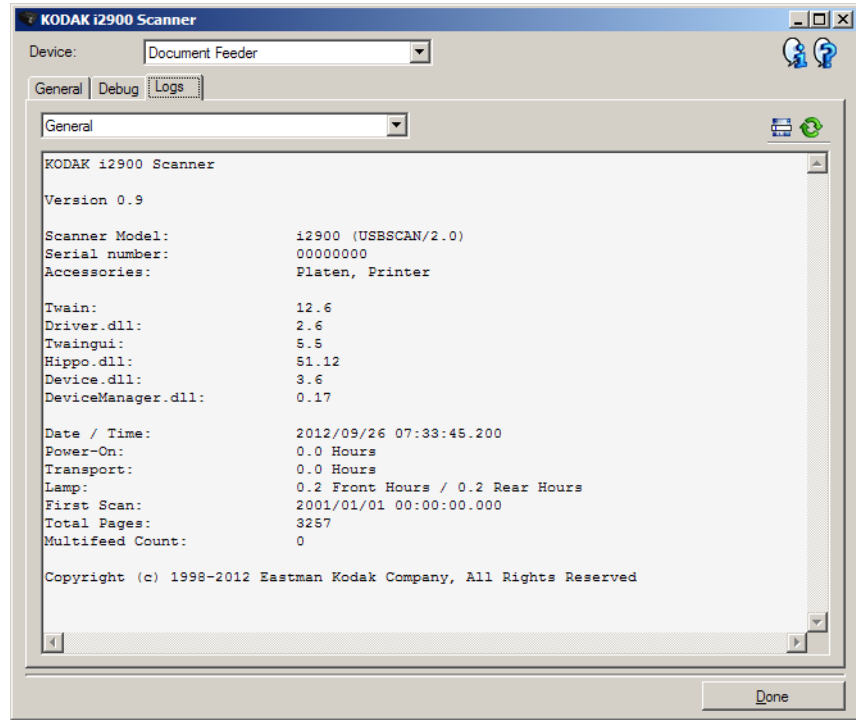 KODAK i2900 Scanner
Device: Document Feeder
General Debug Logs
General
KODAK i2900 Scanner
Version 0.9
Scanner Model: i2900 (USBSCAN/2.0)
Serial number: 00000000
Accessories: Platen, Printer
Twain: 12.6
Driver.dll: 2.6
Twaingui: 5.5
Hippo.dll: 51.12
Device.dll: 3.6
DeviceManager.dll: 0.17
Date / Time: 2012/09/26 07:33:45.200
Power-On: 0.0 Hours
Transport: 0.0 Hours
Lamp: 0.2 Front Hours / 0.2 Rear Hours
First Scan: 2001/01/01 00:00:00.000
Total Pages: 3257
Multifeed Count: 0
Copyright (c) 1998-2012 Eastman Kodak Company, All Rights Reserved
Done